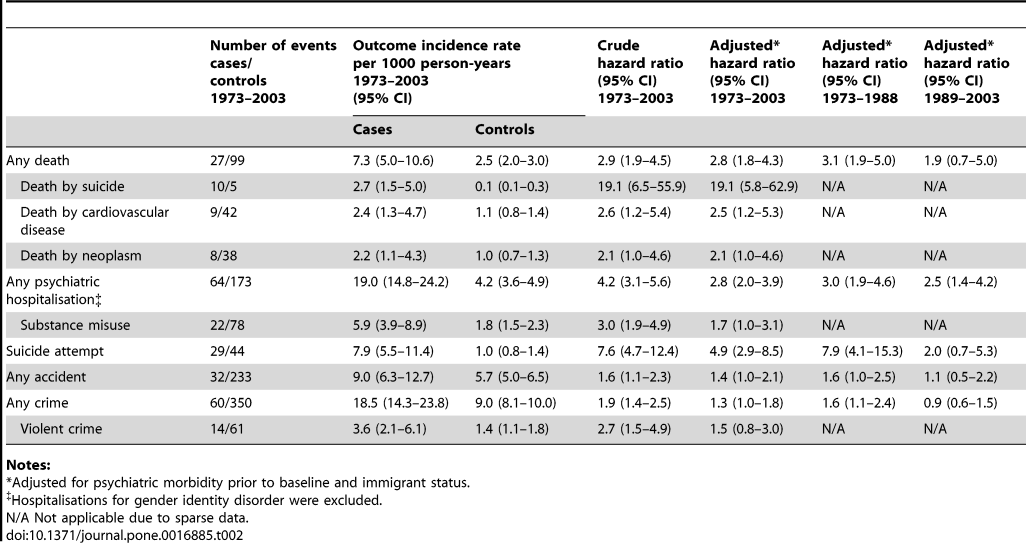 Number of events cases/ controls 1973–2003 | Outcome incidence rate per 1000 person-years 1973–2003 (95% CI) | Crude hazard ratio (95% CI) 1973–2003 | Adjusted* hazard ratio (95% CI) 1973–2003 | Adjusted* hazard ratio (95% CI) 1973–1988 | Adjusted* hazard ratio (95% CI) 1989–2003
Cases Controls
Any death 27/99 7.3 (5.0–10.6) 2.5 (2.0–3.0) 2.9 (1.9–4.5) 2.8 (1.8–4.3) 3.1 (1.9–5.0) 1.9 (0.7–5.0)
Death by suicide 10/5 2.7 (1.5–5.0) 0.1 (0.1–0.3) 19.1 (6.5–55.9) 19.1 (5.8–62.9) N/A N/A
Death by cardiovascular disease 9/42 2.4 (1.3–4.7) 1.1 (0.8–1.4) 2.6 (1.2–5.4) 2.5 (1.2–5.3) N/A N/A
Death by neoplasm 8/38 2.2 (1.1–4.3) 1.0 (0.7–1.3) 2.1 (1.0–4.6) 2.1 (1.0–4.6) N/A N/A
Any psychiatric hospitalisation‡ 64/173 19.0 (14.8–24.2) 4.2 (3.6–4.9) 4.2 (3.1–5.6) 2.8 (2.0–3.9) 3.0 (1.9–4.6) 2.5 (1.4–4.2)
Substance misuse 22/78 5.9 (3.9–8.9) 1.8 (1.5–2.3) 3.0 (1.9–4.9) 1.7 (1.0–3.1) N/A N/A
Suicide attempt 29/44 7.9 (5.5–11.4) 1.0 (0.8–1.4) 7.6 (4.7–12.4) 4.9 (2.9–8.5) 7.9 (4.1–15.3) 2.0 (0.7–5.3)
Any accident 32/233 9.0 (6.3–12.7) 5.7 (5.0–6.5) 1.6 (1.1–2.3) 1.4 (1.0–2.1) 1.6 (1.0–2.5) 1.1 (0.5–2.2)
Any crime 60/350 18.5 (14.3–23.8) 9.0 (8.1–10.0) 1.9 (1.4–2.5) 1.3 (1.0–1.8) 1.6 (1.1–2.4) 0.9 (0.6–1.5)
Violent crime 14/61 3.6 (2.1–6.1) 1.4 (1.1–1.8) 2.7 (1.5–4.9) 1.5 (0.8–3.0) N/A N/A
Notes:
*Adjusted for psychiatric morbidity prior to baseline and immigrant status.
‡Hospitalisations for gender identity disorder were excluded.
N/A Not applicable due to sparse data.
doi:10.1371/journal.pone.0016885.t002